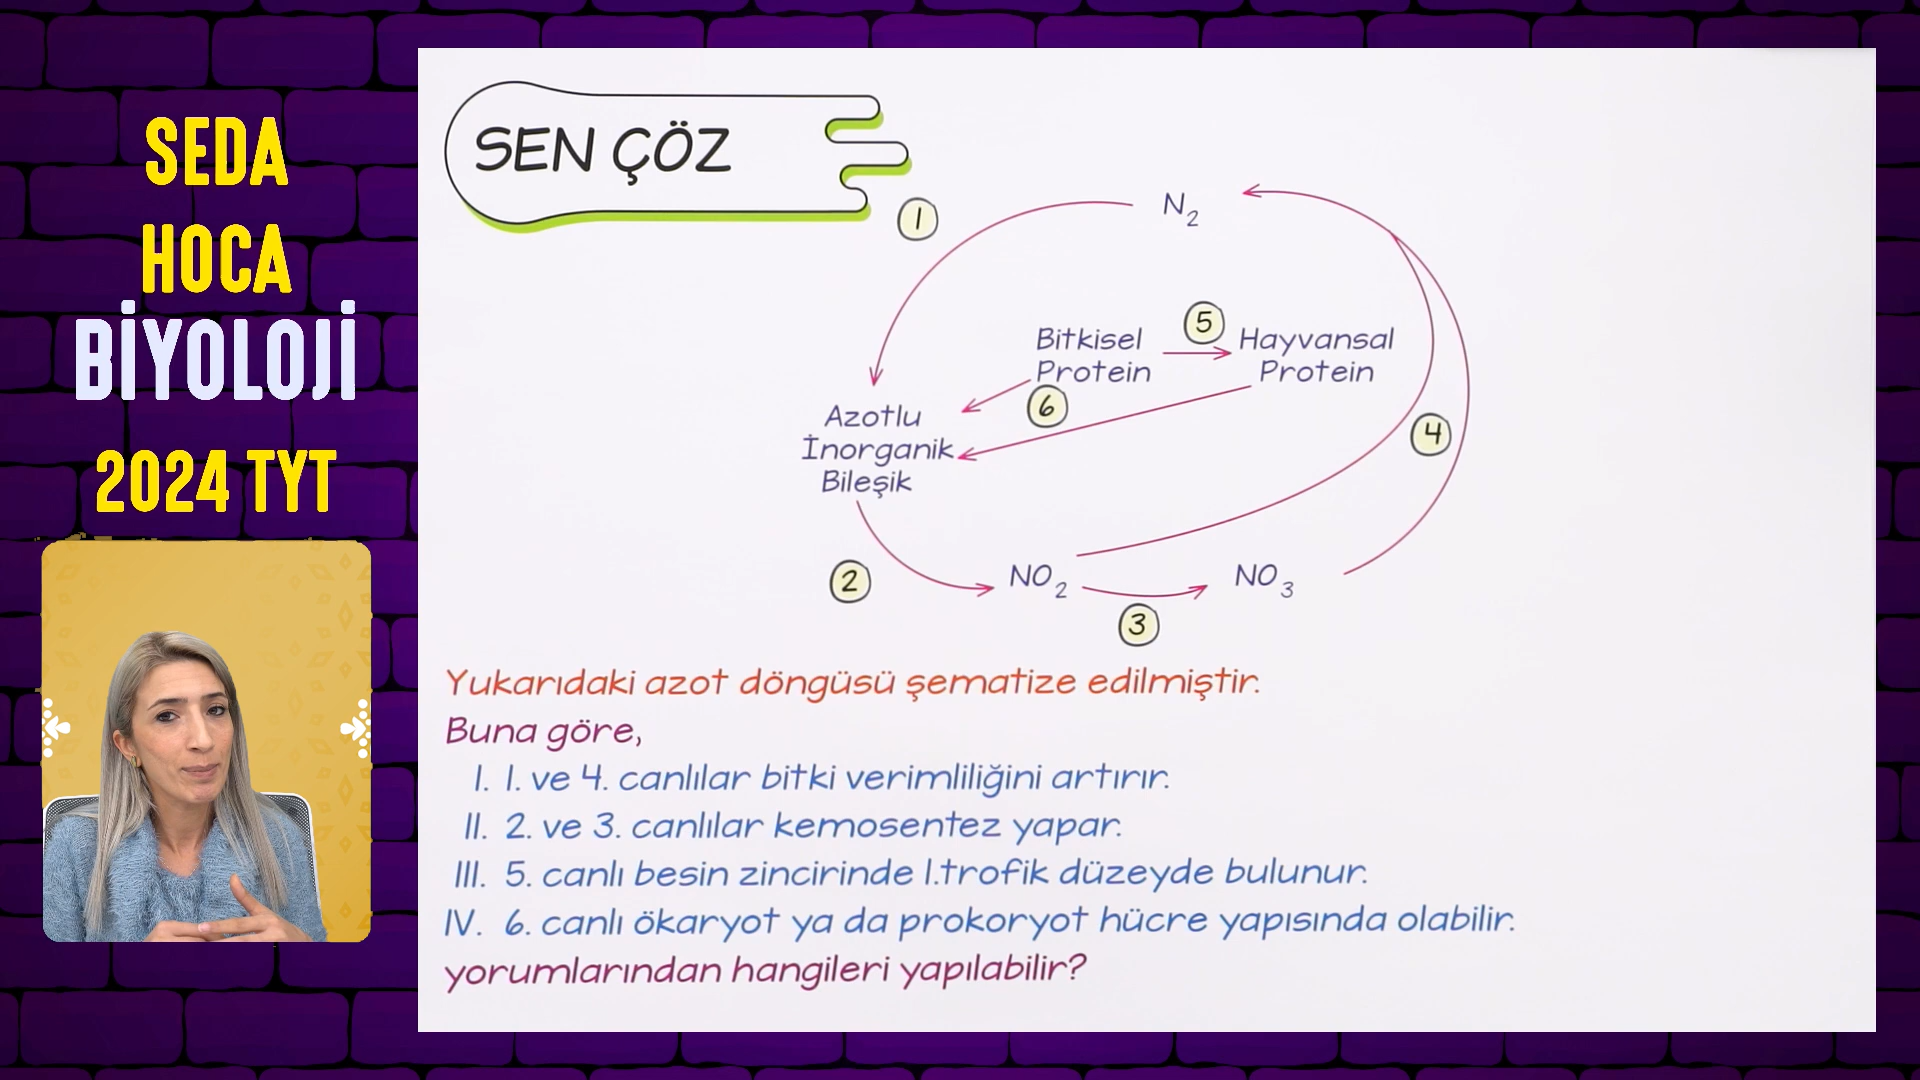 SEDA
HOCA
BİYOLOJİ
2024 TYT
SEN ÇÖZ
1
N2
5
Bitkisel
Protein
Hayvansal
Protein
6
Azotlu
İnorganik
Bileşik
4
2
NO2
NO3
3
Yukarıdaki azot döngüsü şematize edilmiştir.
Buna göre,
I. 1. ve 4. canlılar bitki verimliliğini artırır.
II. 2. ve 3. canlılar kemosentez yapar.
III. 5. canlı besin zincirinde 1.trofik düzeyde bulunur.
IV. 6. canlı ökaryot ya da prokoryot hücre yapısında olabilir.
yorumlarından hangileri yapılabilir?